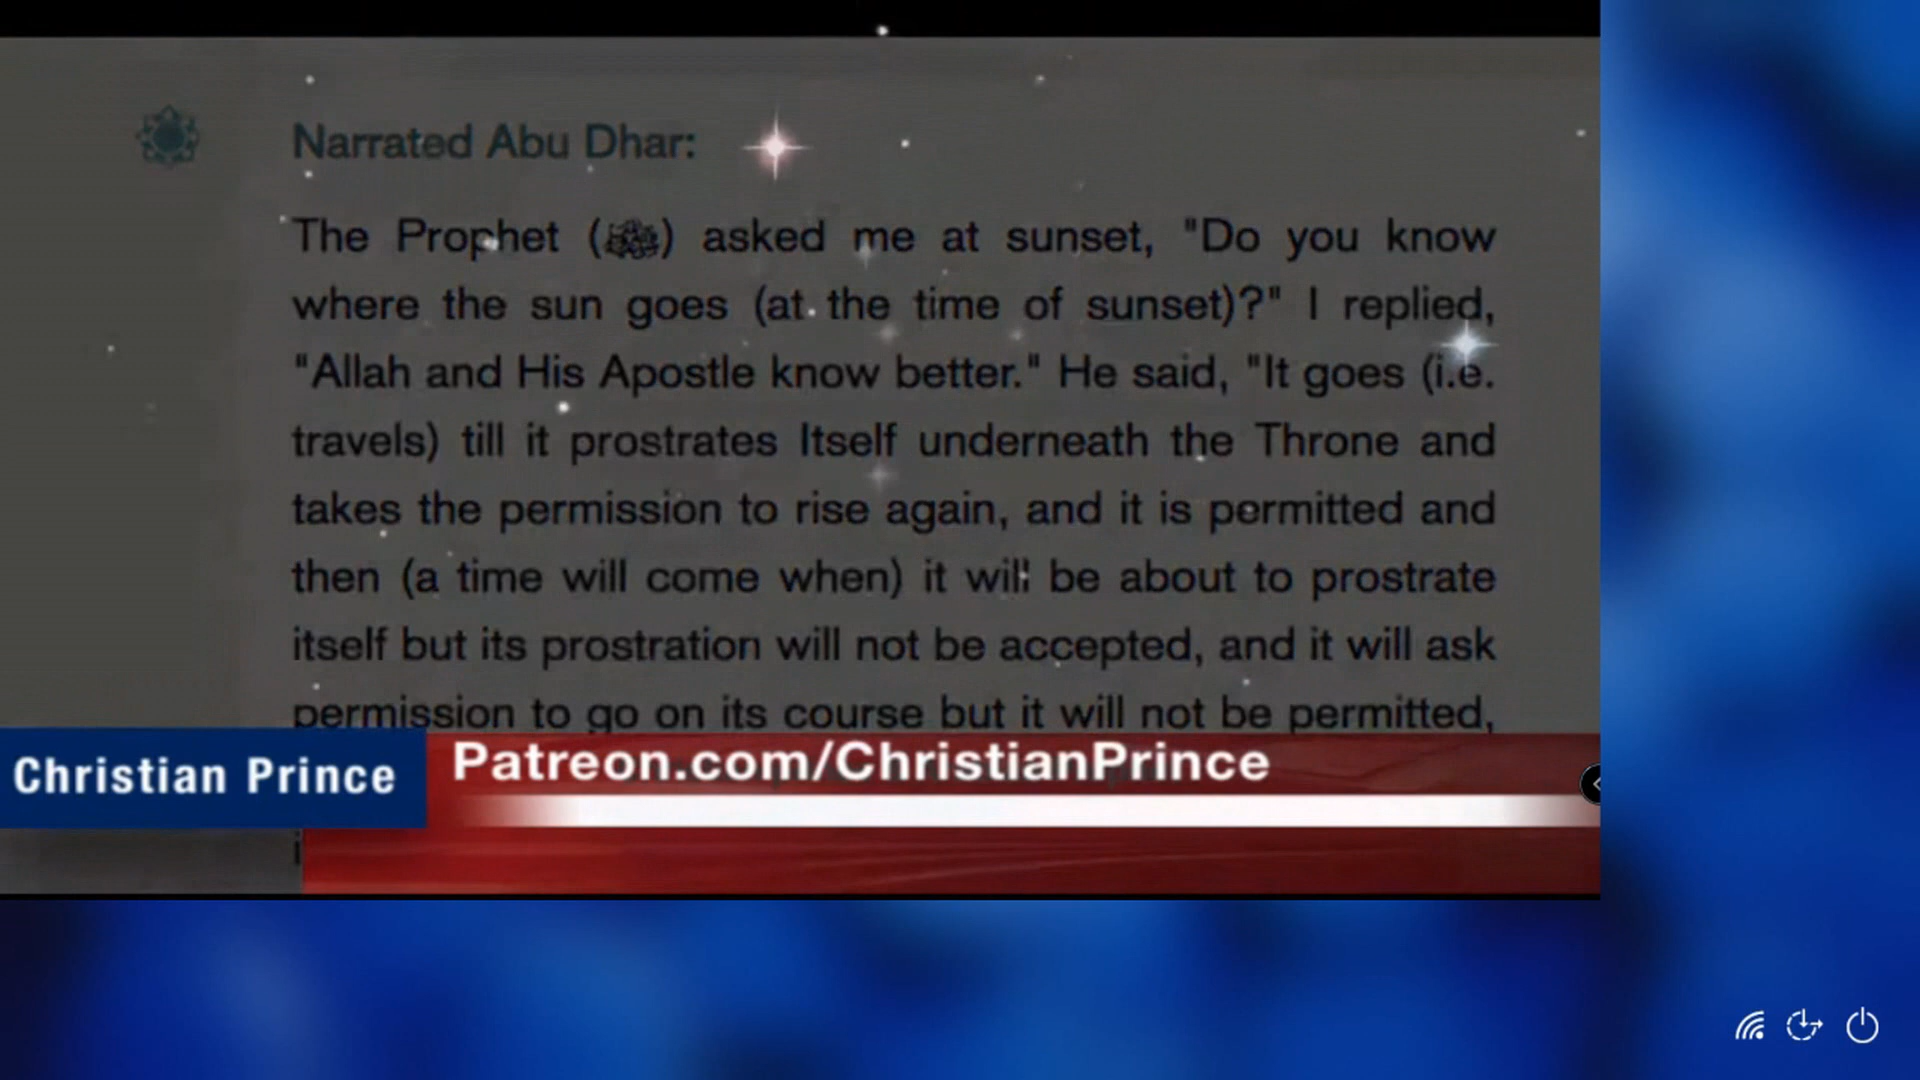 Narrated Abu Dhar:
The Prophet (ﷺ) asked me at sunset, "Do you know
where the sun goes (at the time of sunset)?" I replied,
"Allah and His Apostle know better." He said, "It goes (i.e.
travels) till it prostrates Itself underneath the Throne and
takes the permission to rise again, and it is permitted and
then (a time will come when) it will be about to prostrate
itself but its prostration will not be accepted, and it will ask
permission to go on its course but it will not be permitted,
Christian Prince
Patreon.com/ChristianPrince